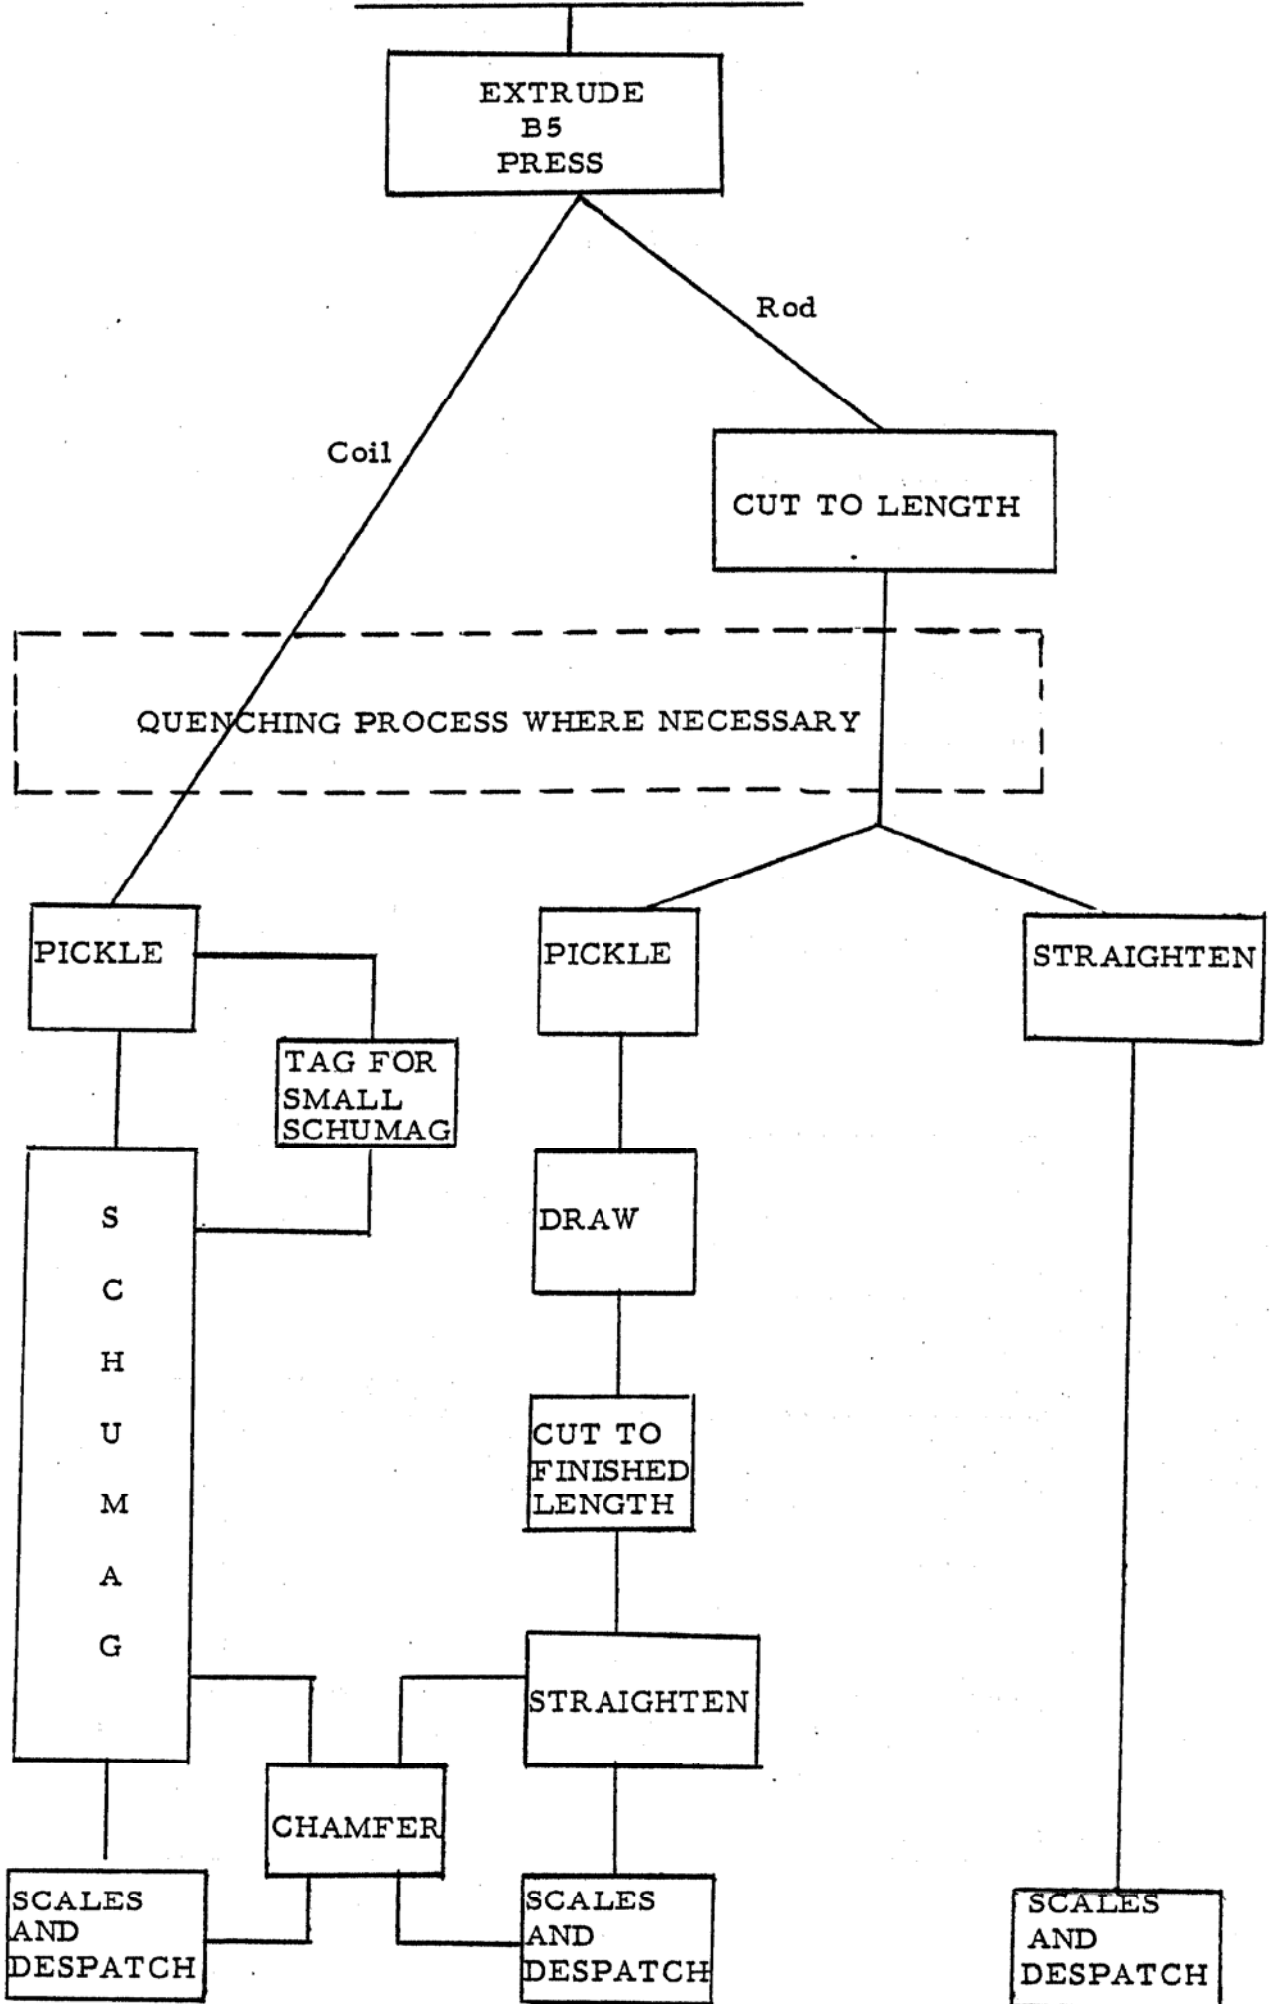 EXTRUDE
B5
PRESS
Rod
Coil
CUT TO LENGTH
QUENCHING PROCESS WHERE NECESSARY
PICKLE
PICKLE
STRAIGHTEN
TAG FOR
SMALL
SCHUMAG
S
C
H
U
M
A
G
DRAW
CUT TO
FINISHED
LENGTH
STRAIGHTEN
CHAMFER
SCALES
AND
DESPATCH
SCALES
AND
DESPATCH
SCALES
AND
DESPATCH